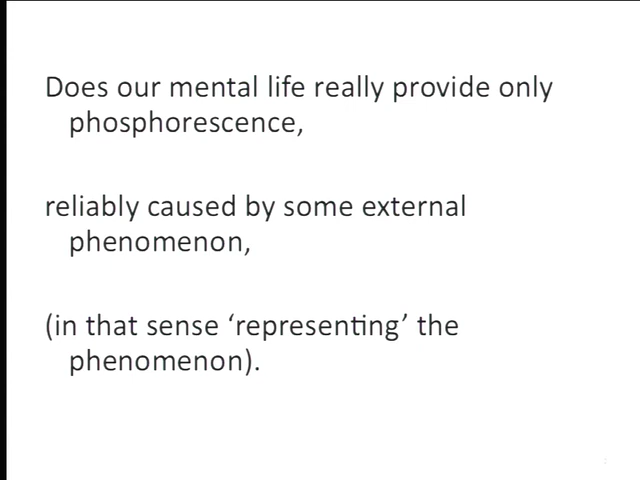 Does our mental life really provide only
phosphorescence,
reliably caused by some external
phenomenon,
(in that sense ‘representing’ the
phenomenon).